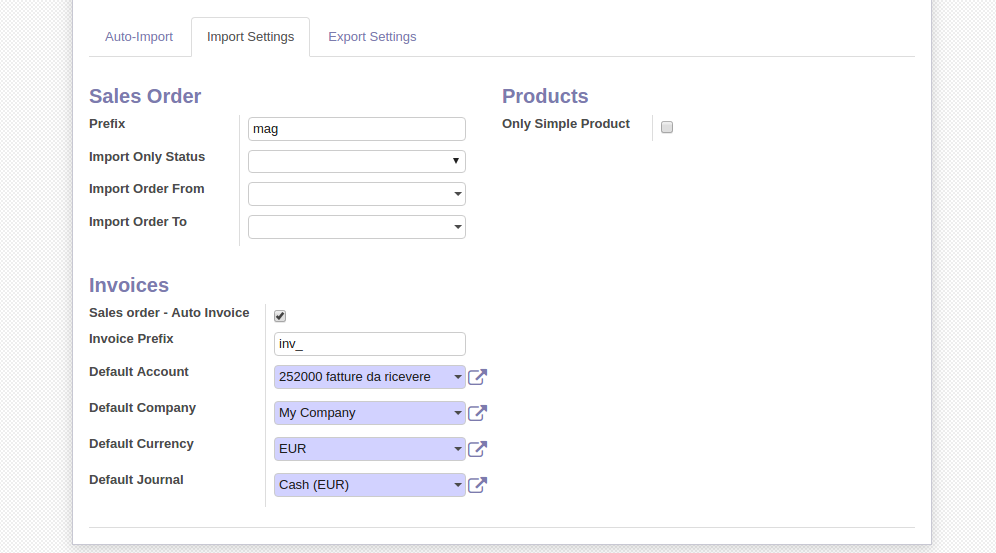 Auto-Import Import Settings Export Settings
Sales Order
Prefix mag
Import Only Status
Import Order From
Import Order To
Products
Only Simple Product
Invoices
Sales order - Auto Invoice
Invoice Prefix inv_
Default Account 252000 fatture da ricevere
Default Company My Company
Default Currency EUR
Default Journal Cash (EUR)